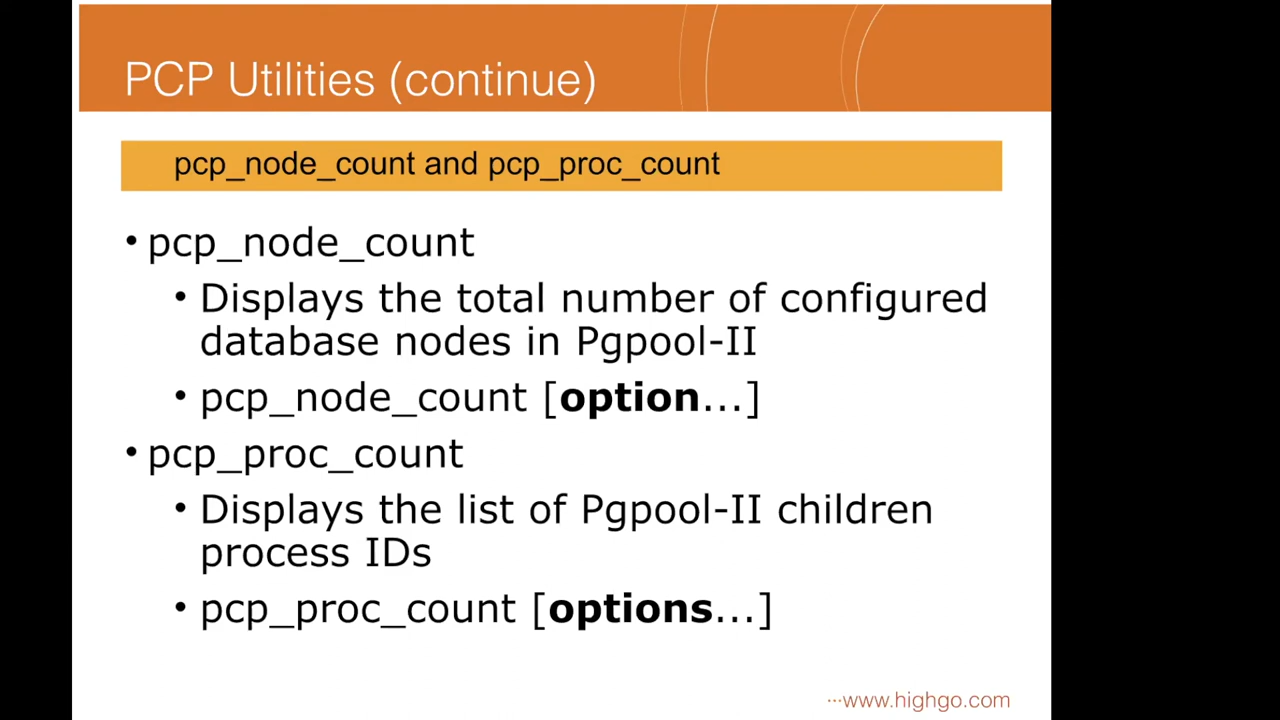 PCP Utilities (continue)
pcp_node_count and pcp_proc_count
• pcp_node_count
• Displays the total number of configured
database nodes in Pgpool-II
• pcp_node_count [option...]
• pcp_proc_count
• Displays the list of Pgpool-II children
process IDs
• pcp_proc_count [options...]
···www.highgo.com